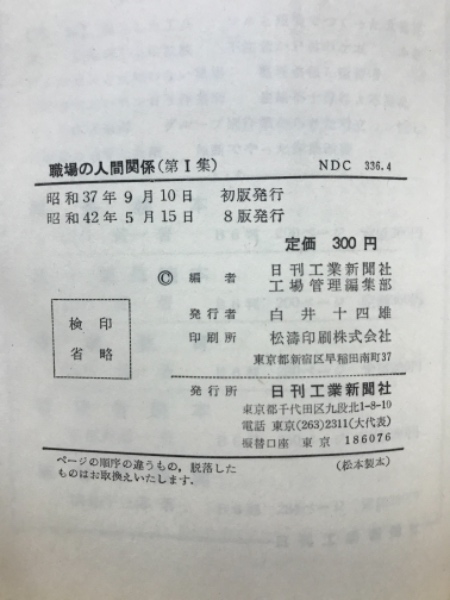 職場の人間関係(第Ⅰ集) NDC 336.4
昭和37年9月10日 初版発行
昭和42年5月15日 8版発行
定価 300円
Ⓒ 編者 日刊工業新聞社
工場管理編集部
発行者 白井十四雄
印刷所 松濤印刷株式会社
東京都新宿区早稲田南町37
検印
省略
発行所 日刊工業新聞社
東京都千代田区九段北1-8-10
電話 東京(263)2311(大代表)
振替口座 東京 186076
ページの順序の違うもの,脱落した
ものはお取換えいたします.
(松本製本)